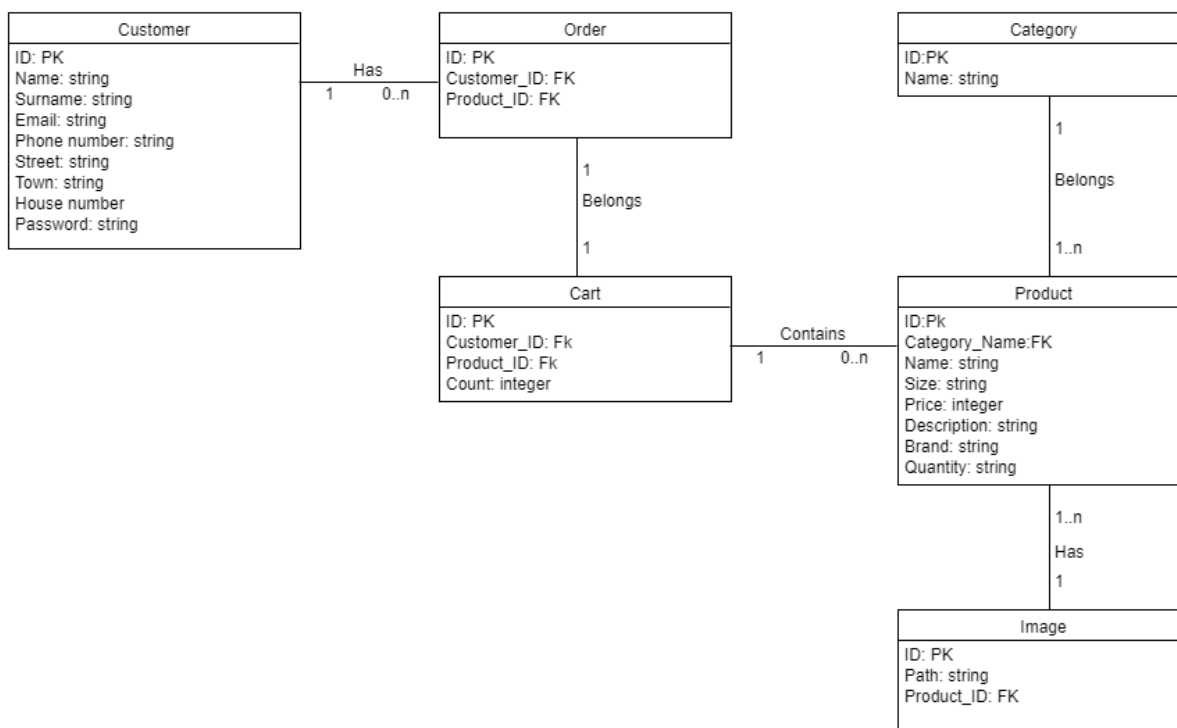 Customer
ID: PK
Name: string
Surname: string
Email: string
Phone number: string
Street: string
Town: string
House number
Password: string
Has
1
0..n
Order
ID: PK
Customer_ID: FK
Product_ID: FK
1
Belongs
1
Cart
ID: PK
Customer_ID: Fk
Product_ID: Fk
Count: integer
Contains
1
0..n
Category
ID:PK
Name: string
1
Belongs
1..n
Product
ID:Pk
Category_Name:FK
Name: string
Size: string
Price: integer
Description: string
Brand: string
Quantity: string
1..n
Has
1
Image
ID: PK
Path: string
Product_ID: FK